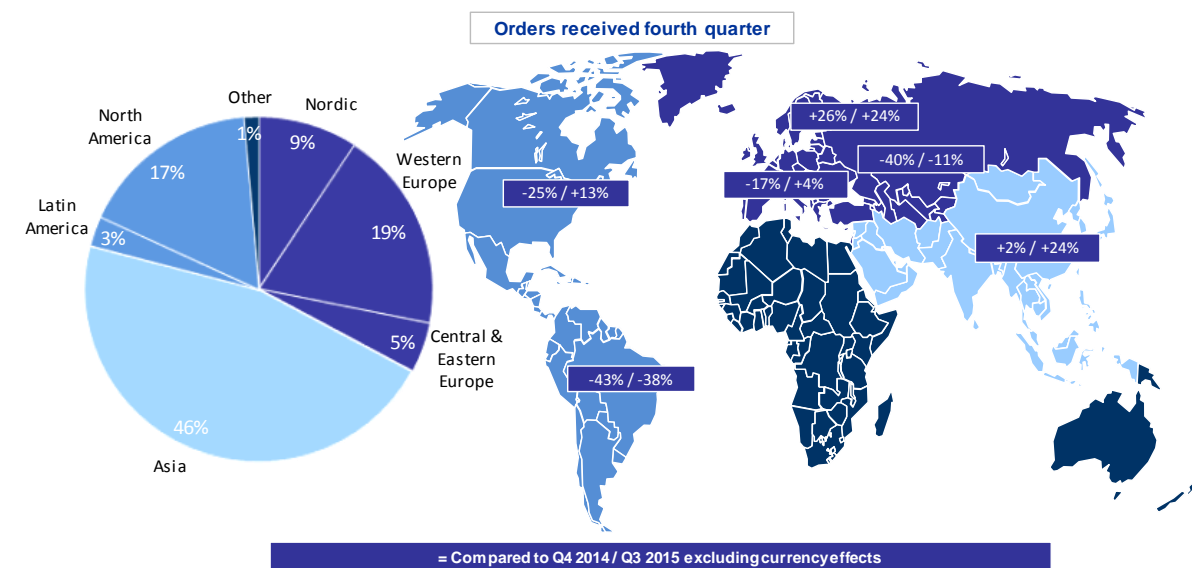 Orders received fourth quarter
Other
Nordic
North
America
1%
9%
Western
Europe
17%
Latin
America
3%
19%
Central &
Eastern
Europe
5%
46%
Asia
+26% / +24%
-40% / -11%
-25% / +13%
-17% / +4%
+2% / +24%
-43% / -38%
= Compared to Q4 2014 / Q3 2015 excluding currency effects